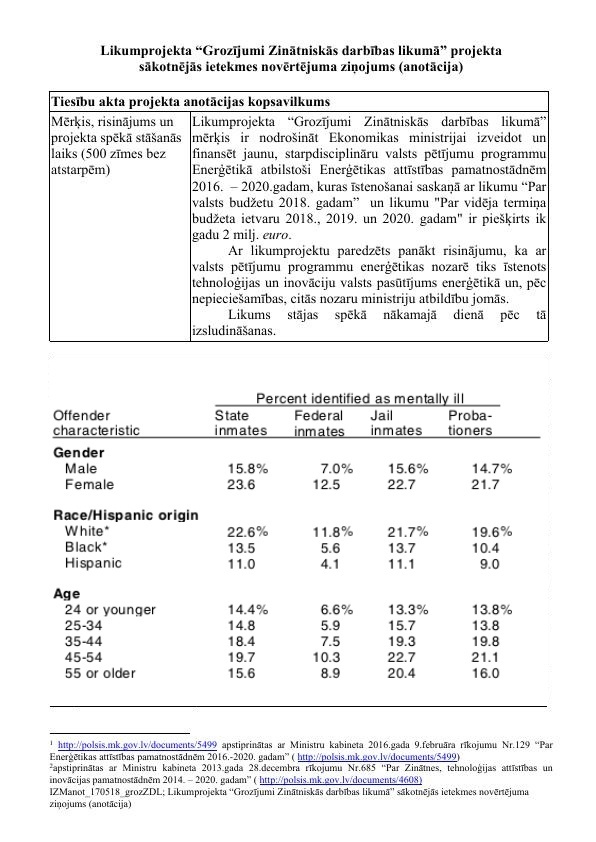 Likumprojekta “Grozījumi Zinātniskās darbības likumā” projekta
sākotnējās ietekmes novērtējuma ziņojums (anotācija)
Tiesību akta projekta anotācijas kopsavilkums
Mērķis, risinājums un
projekta spēkā stāšanās
laiks (500 zīmes bez
atstarpēm)
Likumprojekta “Grozījumi Zinātniskās darbības likumā”
mērķis ir nodrošināt Ekonomikas ministrijai izveidot un
finansēt jaunu, starpdisciplināru valsts pētījumu programmu
Enerģētikā atbilstoši Enerģētikas attīstības pamatnostādnēm
2016. – 2020.gadam, kuras īstenošanai saskaņā ar likumu “Par
valsts budžetu 2018. gadam” un likumu "Par vidēja termiņa
budžeta ietvaru 2018., 2019. un 2020. gadam" ir piešķirts ik
gadu 2 milj. euro.
Ar likumprojektu paredzēts panākt risinājumu, ka ar
valsts pētījumu programmu enerģētikas nozarē tiks īstenots
tehnoloģijas un inovāciju valsts pasūtījums enerģētikā un, pēc
nepieciešamības, citās nozaru ministriju atbildību jomās.
Likums stājas spēkā nākamajā dienā pēc tā
izsludināšanas.
Percent identified as mentally ill
Offender State Federal Jail Proba-
characteristic inmates inmates inmates tioners
Gender
Male 15.8% 7.0% 15.6% 14.7%
Female 23.6 12.5 22.7 21.7
Race/Hispanic origin
White* 22.6% 11.8% 21.7% 19.6%
Black* 13.5 5.6 13.7 10.4
Hispanic 11.0 4.1 11.1 9.0
Age
24 or younger 14.4% 6.6% 13.3% 13.8%
25-34 14.8 5.9 15.7 13.8
35-44 18.4 7.5 19.3 19.8
45-54 19.7 10.3 22.7 21.1
55 or older 15.6 8.9 20.4 16.0
1 http://polsis.mk.gov.lv/documents/5499 apstiprinātas ar Ministru kabineta 2016.gada 9.februāra rīkojumu Nr.129 “Par
Enerģētikas attīstības pamatnostādnēm 2016.-2020. gadam” ( http://polsis.mk.gov.lv/documents/5499)
2apstiprinātas ar Ministru kabineta 2013.gada 28.decembra rīkojumu Nr.685 “Par Zinātnes, tehnoloģijas attīstības un
inovācijas pamatnostādnēm 2014. – 2020. gadam” ( http://polsis.mk.gov.lv/documents/4608)
IZManot_170518_grozZDL; Likumprojekta “Grozījumi Zinātniskās darbības likumā” sākotnējās ietekmes novērtējuma
ziņojums (anotācija)